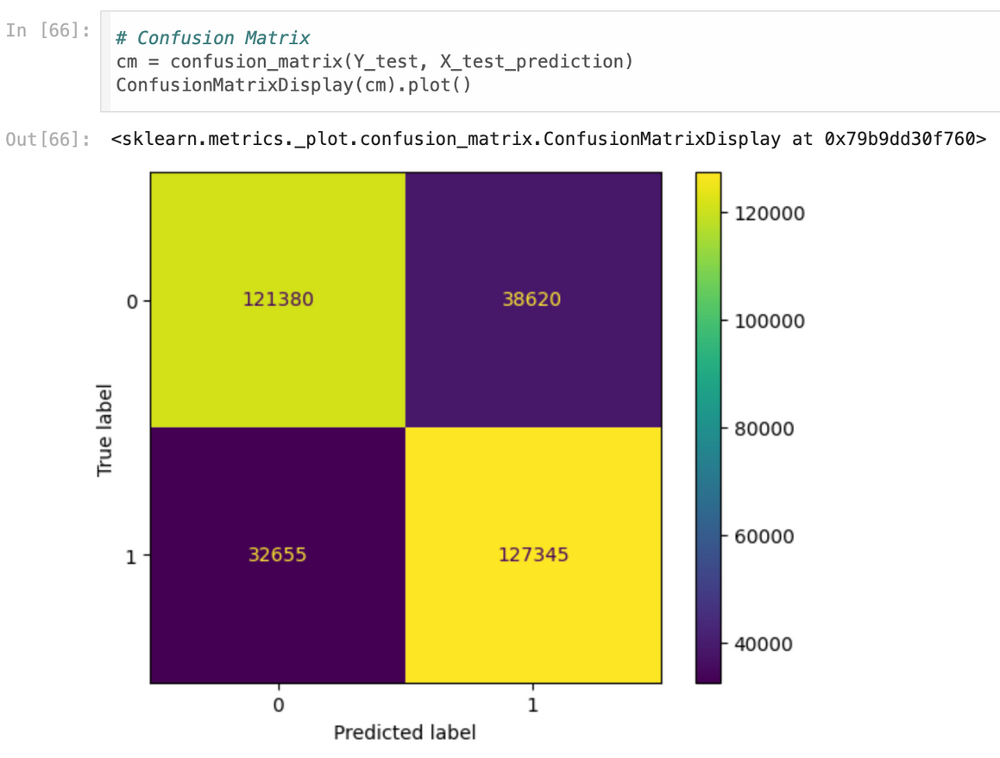 In [66]:
# Confusion Matrix
cm = confusion_matrix(Y_test, X_test_prediction)
ConfusionMatrixDisplay(cm).plot()
Out[66]: <sklearn.metrics._plot.confusion_matrix.ConfusionMatrixDisplay at 0x79b9dd30f760>
121380
38620
32655
127345
0
1
True label
0
1
Predicted label
120000
100000
80000
60000
40000